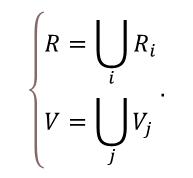 R = ⋃_i R_i
V = ⋃_j V_j .